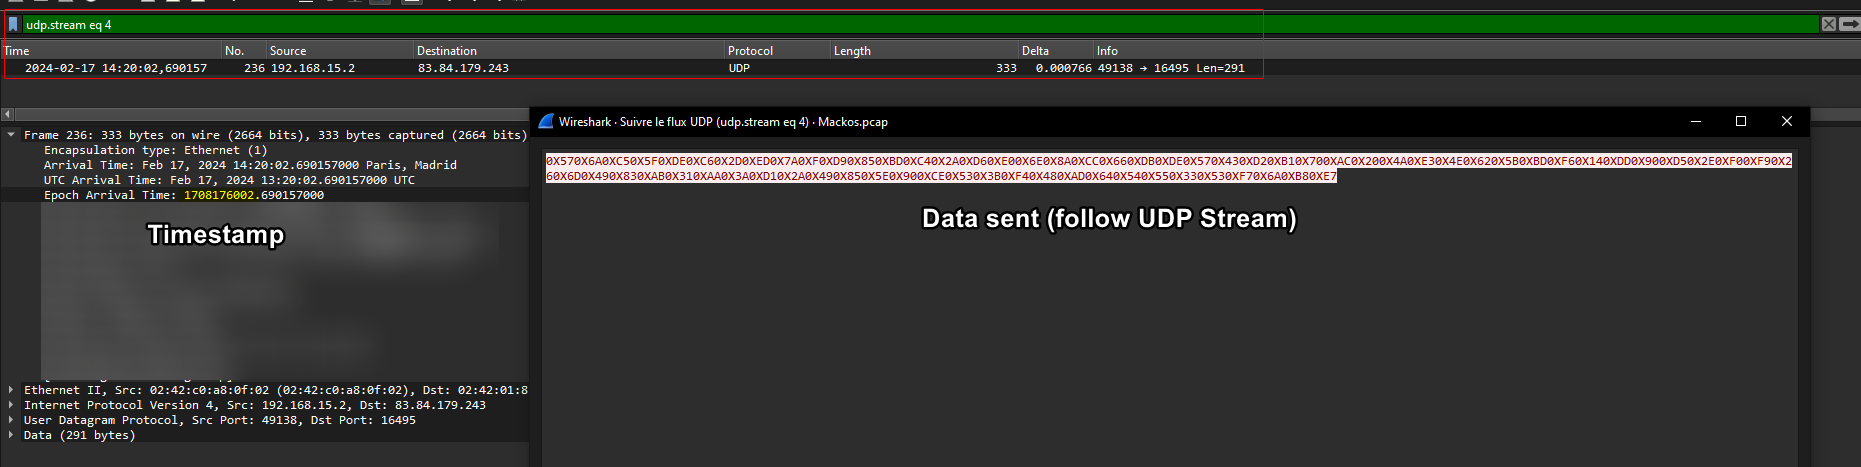 udp.stream eq 4
Time No. Source Destination Protocol Length Delta Info
2024-02-17 14:20:02,690157 236 192.168.15.2 83.84.179.243 UDP 333 0.000766 49138 → 16495 Len=291
Frame 236: 333 bytes on wire (2664 bits), 333 bytes captured (2664 bits)
Encapsulation type: Ethernet (1)
Arrival Time: Feb 17, 2024 14:20:02.690157000 Paris, Madrid
UTC Arrival Time: Feb 17, 2024 13:20:02.690157000 UTC
Epoch Arrival Time: 1708176002.690157000
Timestamp
Ethernet II, Src: 02:42:c0:a8:0f:02 (02:42:c0:a8:0f:02), Dst: 02:42:01:8
Internet Protocol Version 4, Src: 192.168.15.2, Dst: 83.84.179.243
User Datagram Protocol, Src Port: 49138, Dst Port: 16495
Data (291 bytes)
Wireshark · Suivre le flux UDP (udp.stream eq 4) · Mackos.pcap
0X570X6A0XC50X5F0XDE0XC60X2D0XED0X7A0XF0XD90X850XBD0XC40X2A0XD60XE00X6E0X8A0XCC0X660XDB0XDE0X570X430XD20XB10X700XAC0X200X4A0XE30X4E0X620X5B0XBD0XF60X140XDD0X900XD50X2E0XF00XF90X2
60X6D0X490X830XAB0X310XAA0X3A0XD10X2A0X490X850X5E0X900XCE0X530X3B0XF40X480XAD0X640X540X550X330X530XF70X6A0XB80XE7
Data sent (follow UDP Stream)